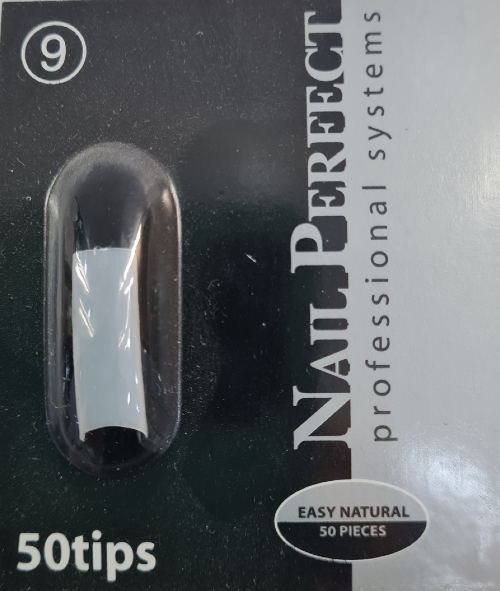 9
NAIL PERFECT
professional systems
EASY NATURAL
50 PIECES
50tips